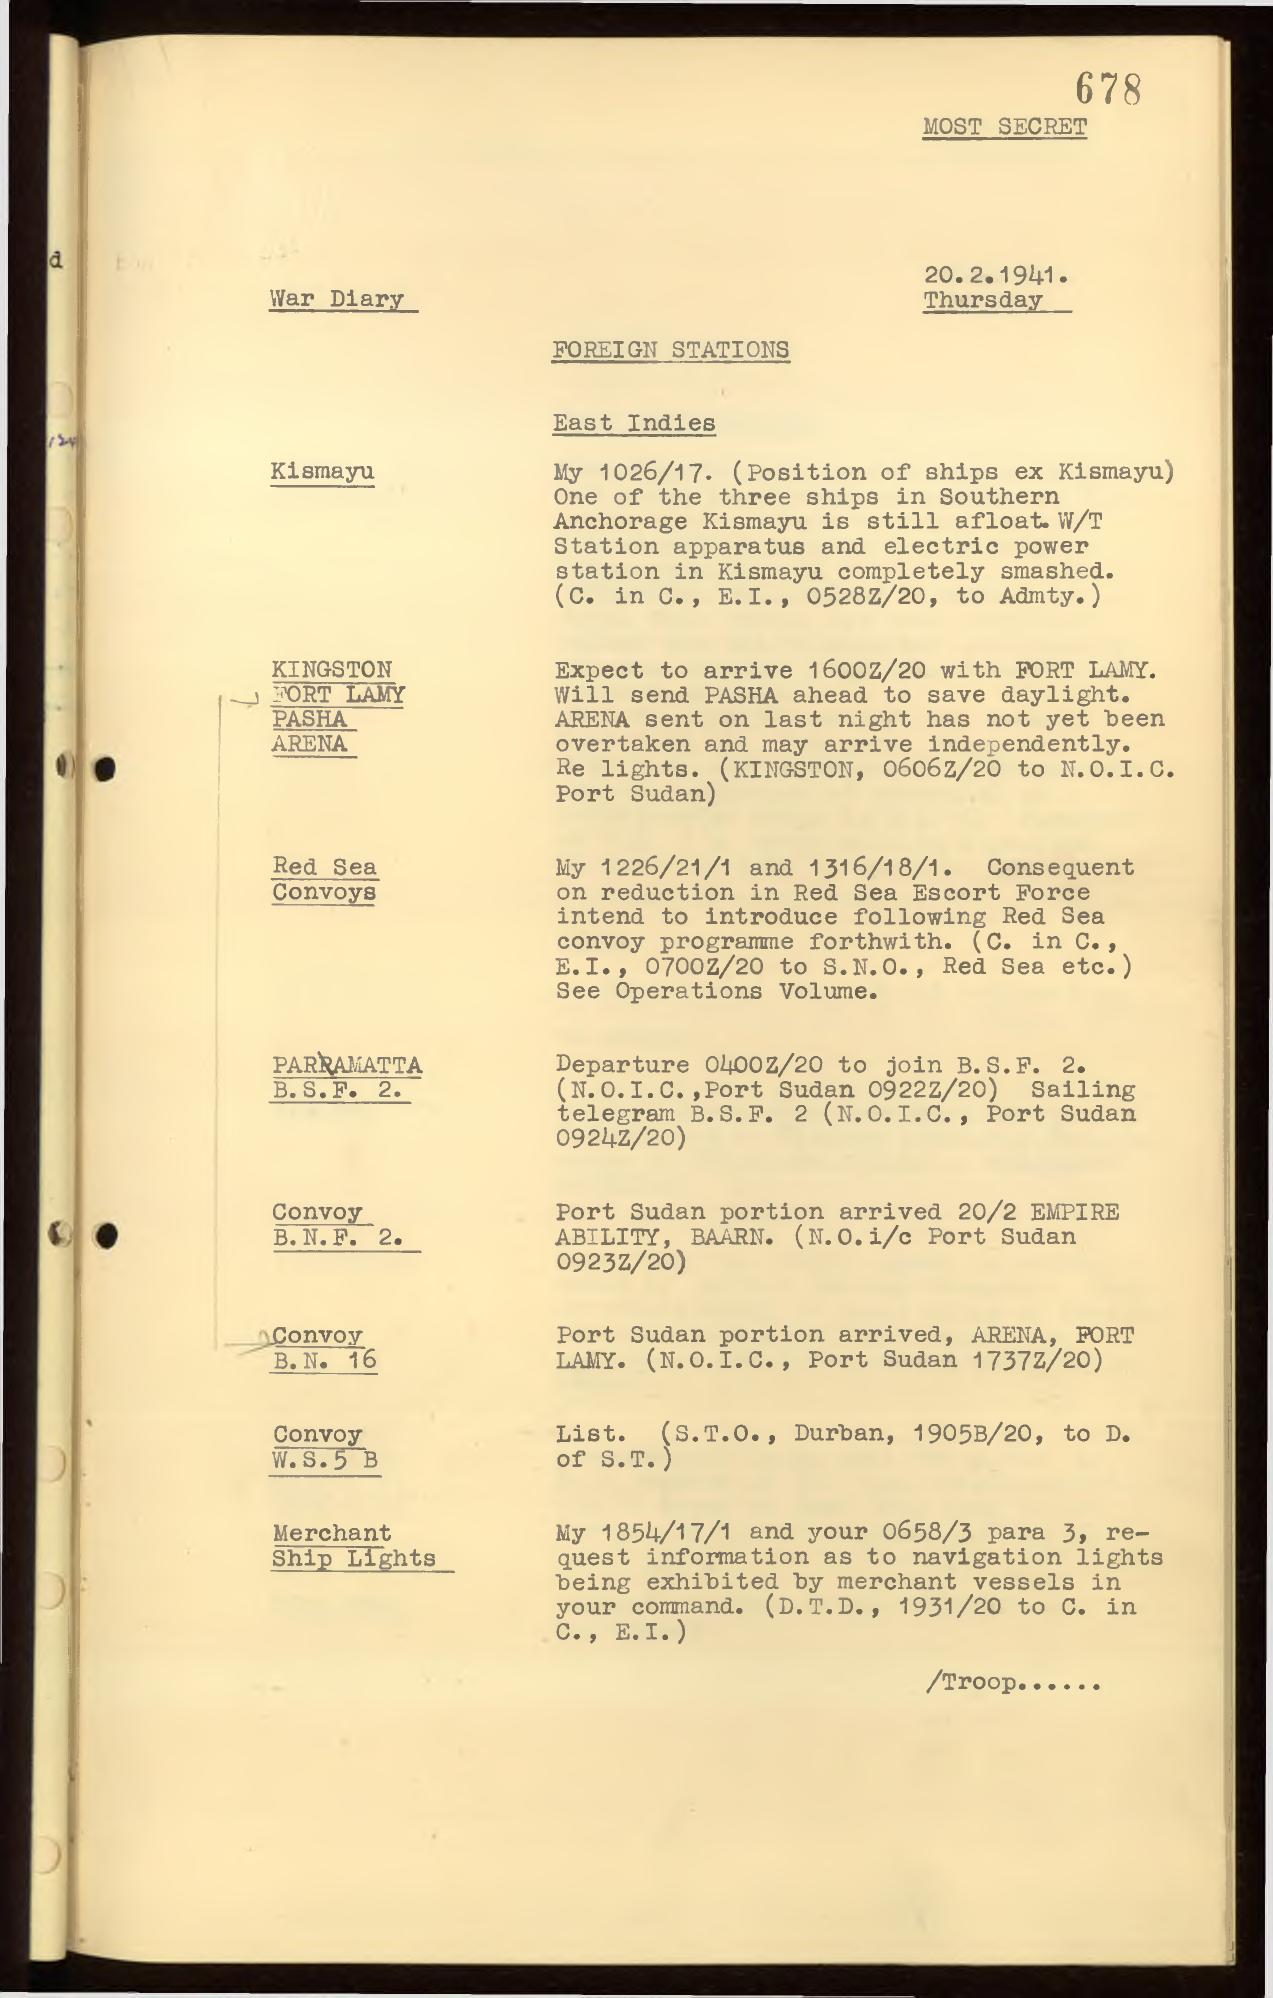 678
MOST SECRET
d
20.2.1941.
War Diary
Thursday
FOREIGN STATIONS
East Indies
Kismayu
My 1026/17. (Position of ships ex Kismayu)
One of the three ships in Southern
Anchorage Kismayu is still afloat. W/T
Station apparatus and electric power
station in Kismayu completely smashed.
(C. in C., E.I., 0528Z/20, to Admty.)
KINGSTON
FORT LAMY
PASHA
ARENA
Expect to arrive 1600Z/20 with FORT LAMY.
Will send PASHA ahead to save daylight.
ARENA sent on last night has not yet been
overtaken and may arrive independently.
Re lights. (KINGSTON, 0606Z/20 to N.O.I.C.
Port Sudan)
Red Sea
Convoys
My 1226/21/1 and 1316/18/1. Consequent
on reduction in Red Sea Escort Force
intend to introduce following Red Sea
convoy programme forthwith. (C. in C.,
E.I., 0700Z/20 to S.N.O., Red Sea etc.)
See Operations Volume.
PARRAMATTA
B.S.F. 2.
Departure 0400Z/20 to join B.S.F. 2.
(N.O.I.C.,Port Sudan 0922Z/20) Sailing
telegram B.S.F. 2 (N.O.I.C., Port Sudan
0924Z/20)
Convoy
B.N.F. 2.
Port Sudan portion arrived 20/2 EMPIRE
ABILITY, BAARN. (N.O.i/c Port Sudan
0923Z/20)
Convoy
B.N. 16
Port Sudan portion arrived, ARENA, FORT
LAMY. (N.O.I.C., Port Sudan 1737Z/20)
Convoy
W.S.5 B
List. (S.T.O., Durban, 1905B/20, to D.
of S.T.)
Merchant
Ship Lights
My 1854/17/1 and your 0658/3 para 3, re-
quest information as to navigation lights
being exhibited by merchant vessels in
your command. (D.T.D., 1931/20 to C. in
C., E.I.)
/Troop......